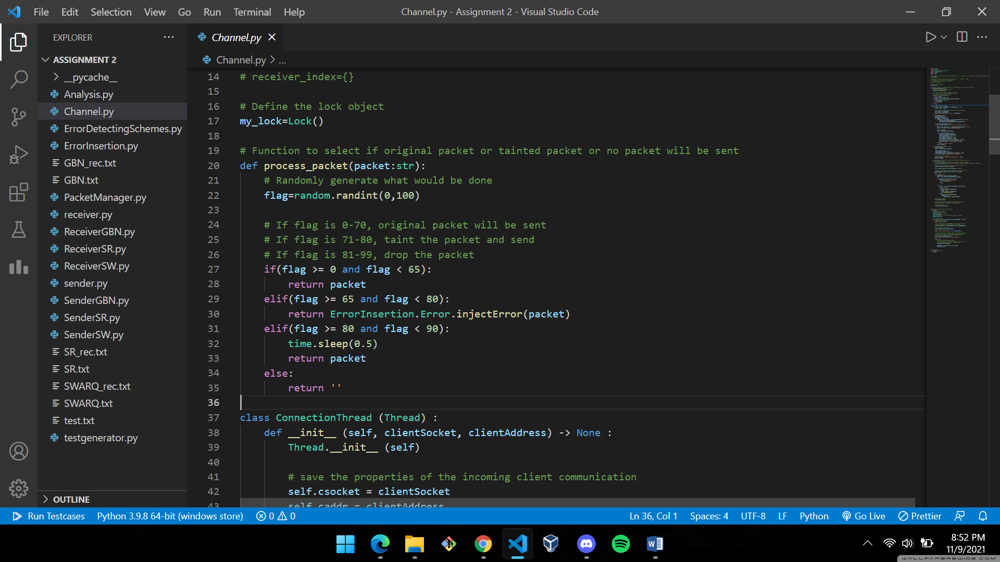 File Edit Selection View Go Run Terminal Help
Channel.py - Assignment 2 - Visual Studio Code
EXPLORER
ASSIGNMENT 2
__pycache__
Analysis.py
Channel.py
ErrorDetectingSchemes.py
ErrorInsertion.py
GBN_rec.txt
GBN.txt
PacketManager.py
receiver.py
ReceiverGBN.py
ReceiverSR.py
ReceiverSW.py
sender.py
SenderGBN.py
SenderSR.py
SenderSW.py
SR_rec.txt
SR.txt
SWARQ_rec.txt
SWARQ.txt
test.txt
testgenerator.py
OUTLINE
Channel.py
Channel.py > ...
14 # receiver_index={}
15
16 # Define the lock object
17 my_lock=Lock()
18
19 # Function to select if original packet or tainted packet or no packet will be sent
20 def process_packet(packet:str):
21 # Randomly generate what would be done
22 flag=random.randint(0,100)
23
24 # If flag is 0-70, original packet will be sent
25 # If flag is 71-80, taint the packet and send
26 # If flag is 81-99, drop the packet
27 if(flag >= 0 and flag < 65):
28 return packet
29 elif(flag >= 65 and flag < 80):
30 return ErrorInsertion.Error.injectError(packet)
31 elif(flag >= 80 and flag < 90):
32 time.sleep(0.5)
33 return packet
34 else:
35 return ''
36
37 class ConnectionThread (Thread) :
38 def __init__ (self, clientSocket, clientAddress) -> None :
39 Thread.__init__ (self)
40
41 # save the properties of the incoming client communication
42 self.csocket = clientSocket
43 self.caddr = clientAddress
Run Testcases Python 3.9.8 64-bit (windows store) 0 0
Ln 36, Col 1 Spaces: 4 UTF-8 LF Python Go Live Prettier
8:52 PM
11/9/2021
WALLPAPERSWIDE.COM